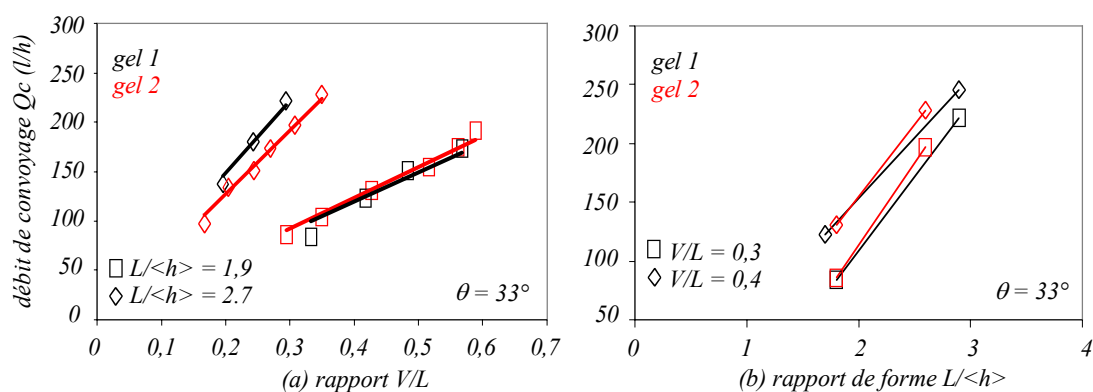 débit de convoyage Qc (l/h)
300
250
200
150
100
50
0
gel 1
gel 2
L/<h> = 1,9
L/<h> = 2.7
θ = 33°
0 0,1 0,2 0,3 0,4 0,5 0,6 0,7
(a) rapport V/L
300
250
200
150
100
50
gel 1
gel 2
V/L = 0,3
V/L = 0,4
θ = 33°
0 1 2 3 4
(b) rapport de forme L/<h>